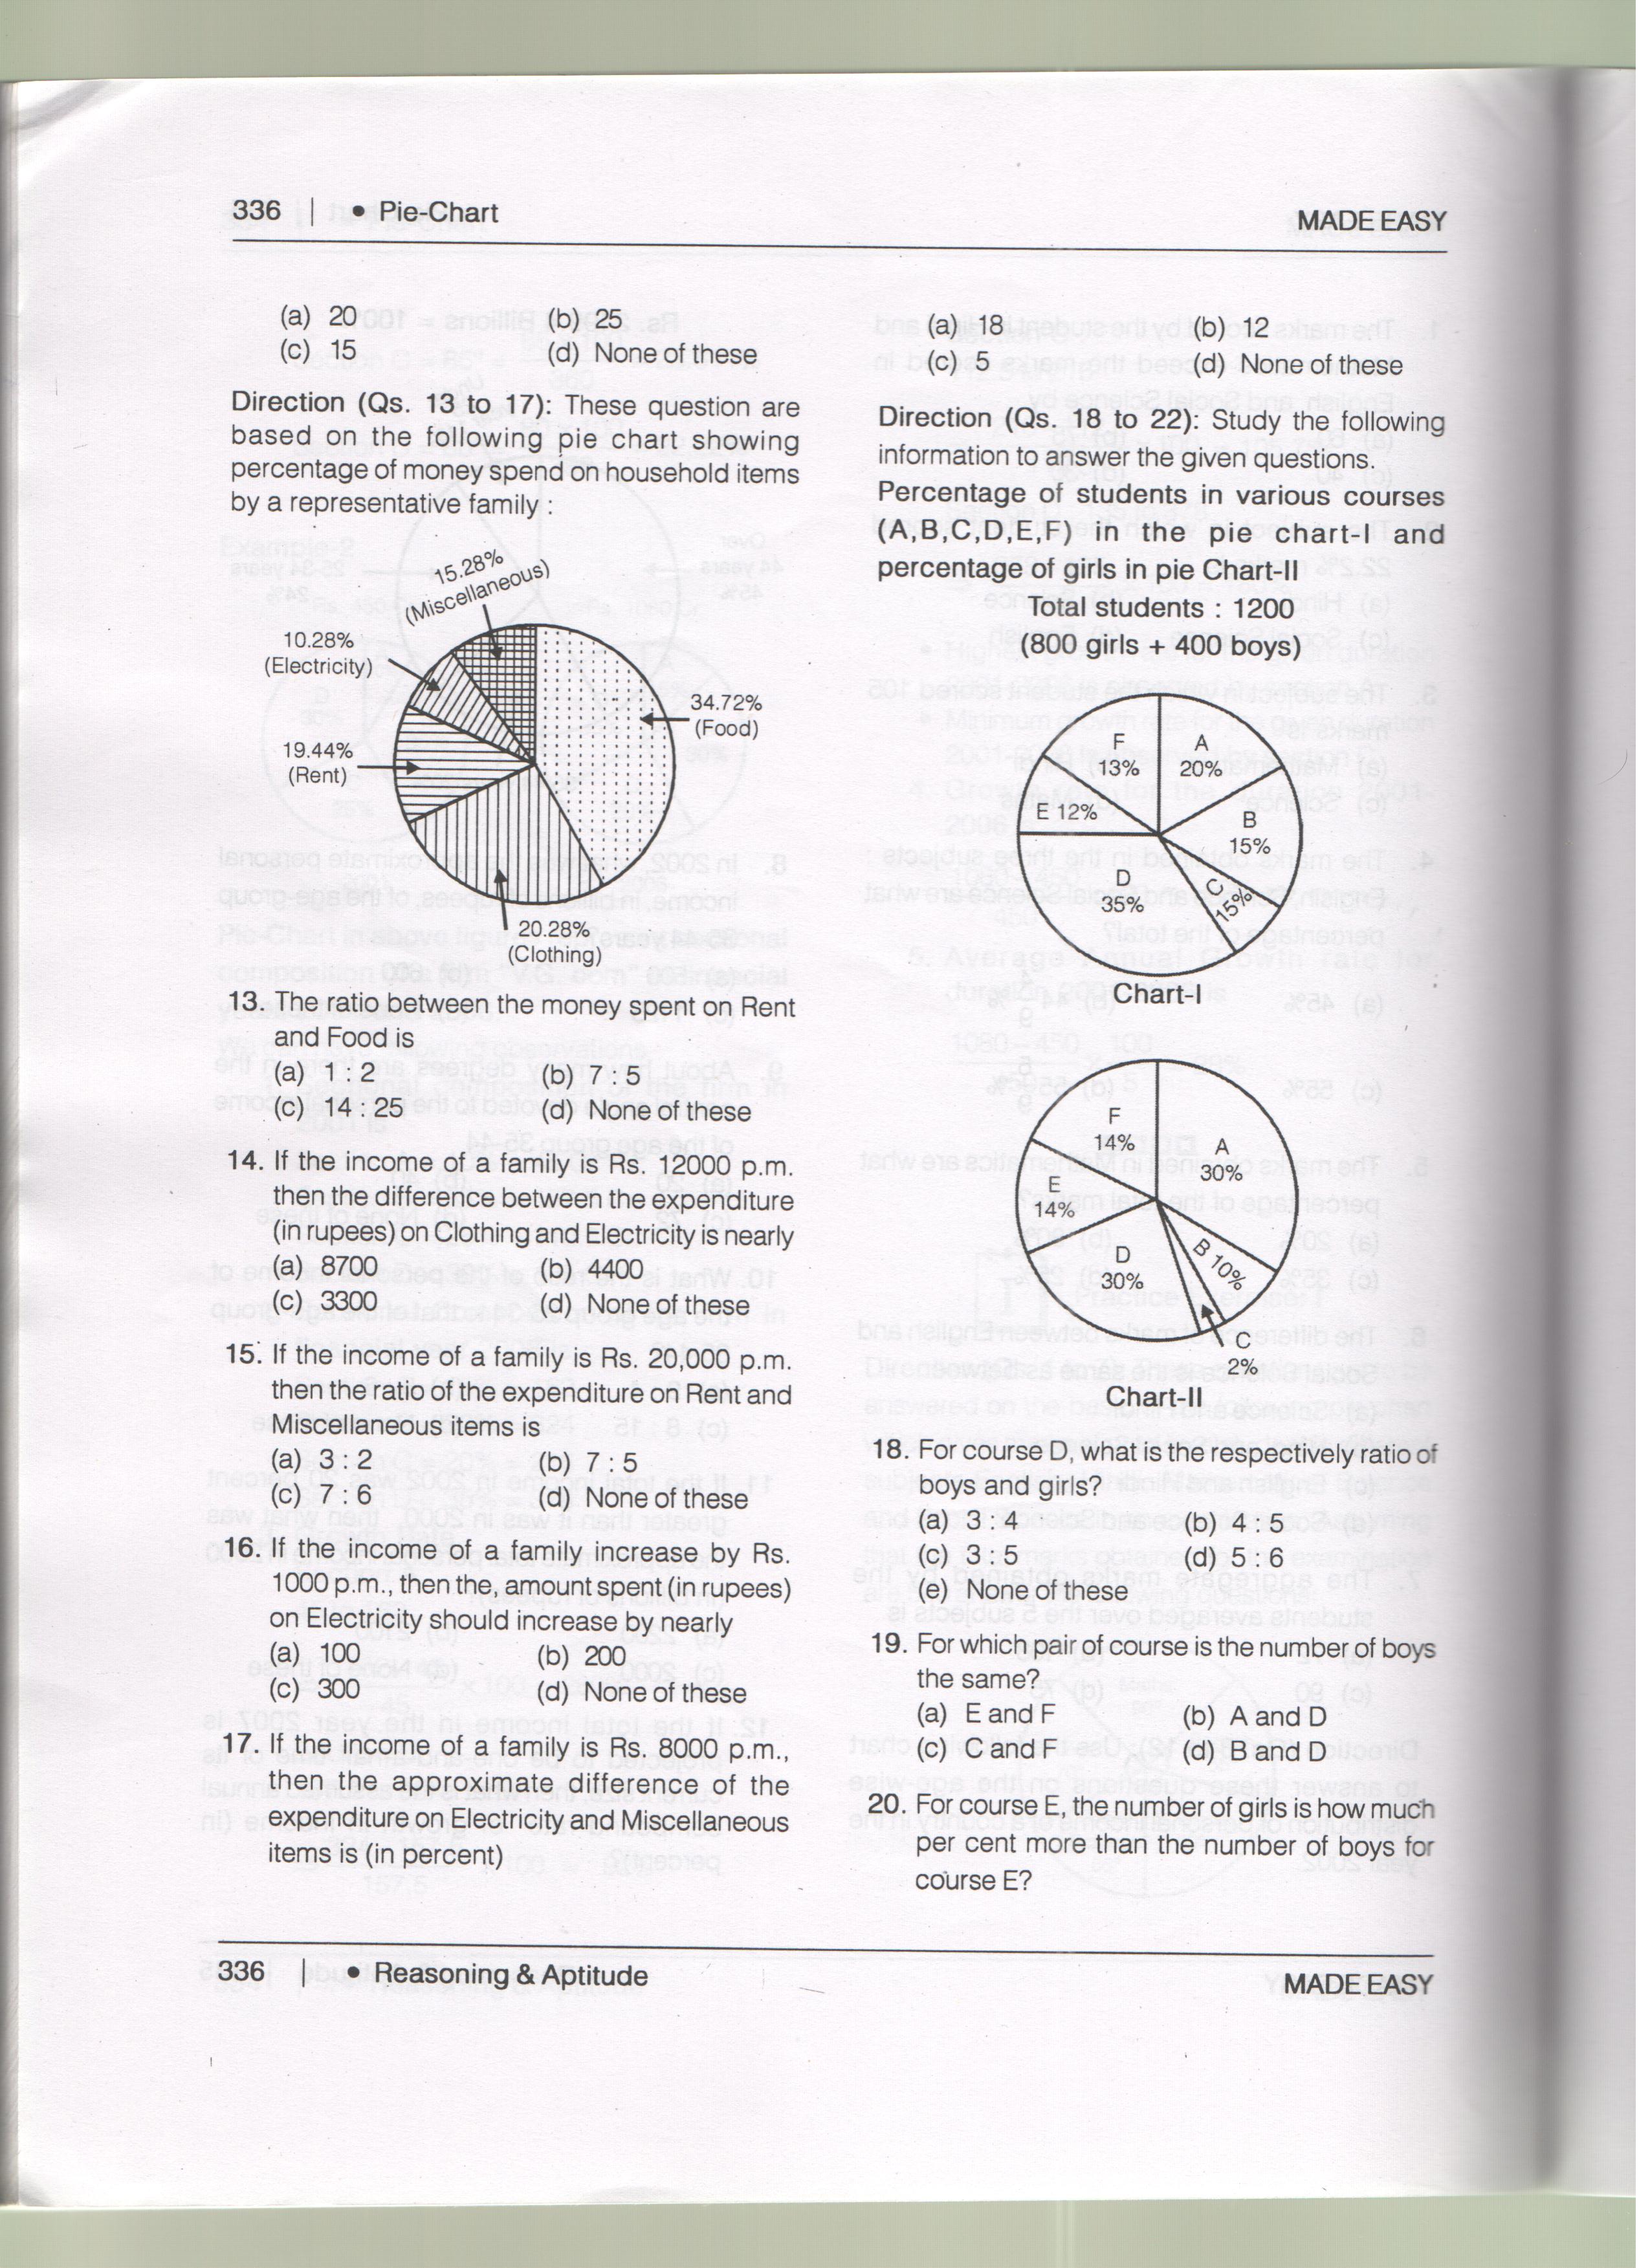 336 | • Pie-Chart
MADE EASY
(a) 20 (b) 25
(c) 15 (d) None of these
Direction (Qs. 13 to 17): These question are
based on the following pie chart showing
percentage of money spend on household items
by a representative family :
15.28%
(Miscellaneous)
10.28%
(Electricity)
34.72%
(Food)
19.44%
(Rent)
20.28%
(Clothing)
13. The ratio between the money spent on Rent
and Food is
(a) 1 : 2 (b) 7 : 5
(c) 14 : 25 (d) None of these
14. If the income of a family is Rs. 12000 p.m.
then the difference between the expenditure
(in rupees) on Clothing and Electricity is nearly
(a) 8700 (b) 4400
(c) 3300 (d) None of these
15. If the income of a family is Rs. 20,000 p.m.
then the ratio of the expenditure on Rent and
Miscellaneous items is
(a) 3 : 2 (b) 7 : 5
(c) 7 : 6 (d) None of these
16. If the income of a family increase by Rs.
1000 p.m., then the, amount spent (in rupees)
on Electricity should increase by nearly
(a) 100 (b) 200
(c) 300 (d) None of these
17. If the income of a family is Rs. 8000 p.m.,
then the approximate difference of the
expenditure on Electricity and Miscellaneous
items is (in percent)
(a) 18 (b) 12
(c) 5 (d) None of these
Direction (Qs. 18 to 22): Study the following
information to answer the given questions.
Percentage of students in various courses
(A,B,C,D,E,F) in the pie chart-I and
percentage of girls in pie Chart-II
Total students : 1200
(800 girls + 400 boys)
F
13%
A
20%
E 12%
B
15%
D
35%
C
15%
Chart-I
F
14%
A
30%
E
14%
D
30%
B 10%
C
2%
Chart-II
18. For course D, what is the respectively ratio of
boys and girls?
(a) 3 : 4 (b) 4 : 5
(c) 3 : 5 (d) 5 : 6
(e) None of these
19. For which pair of course is the number of boys
the same?
(a) E and F (b) A and D
(c) C and F (d) B and D
20. For course E, the number of girls is how much
per cent more than the number of boys for
course E?
336 | • Reasoning & Aptitude
MADE EASY